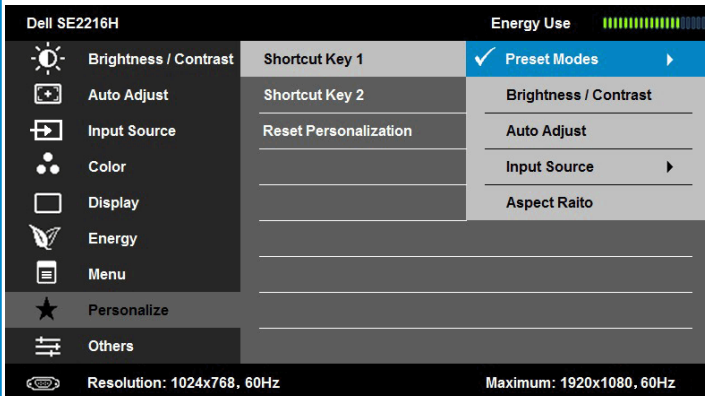 Dell SE2216H Energy Use
Brightness / Contrast Shortcut Key 1 Preset Modes
Auto Adjust Shortcut Key 2 Brightness / Contrast
Input Source Reset Personalization Auto Adjust
Color Input Source
Display Aspect Raito
Energy
Menu
Personalize
Others
Resolution: 1024x768, 60Hz Maximum: 1920x1080, 60Hz